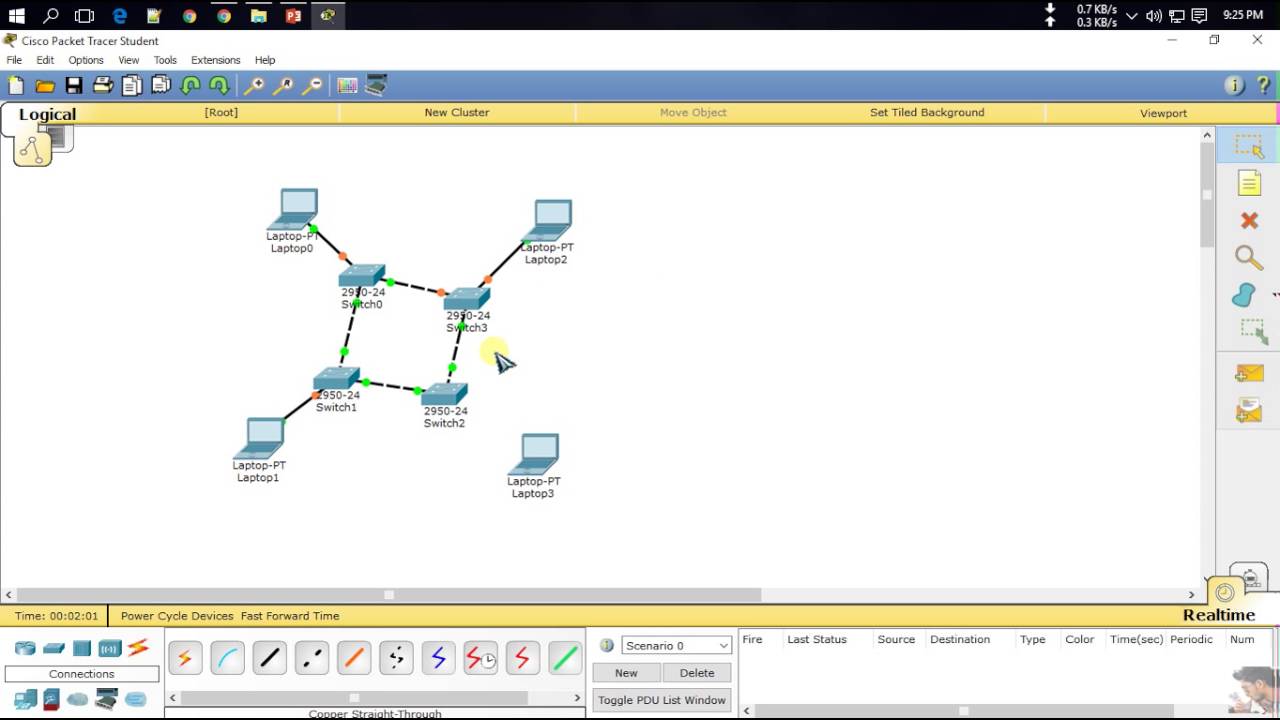 0.7 KB/s
0.3 KB/s
9:25 PM
Cisco Packet Tracer Student
File Edit Options View Tools Extensions Help
Logical
[Root]
New Cluster
Move Object
Set Tiled Background
Viewport
Laptop-PT
Laptop0
Laptop-PT
Laptop2
2950-24
Switch0
2950-24
Switch3
2950-24
Switch1
2950-24
Switch2
Laptop-PT
Laptop1
Laptop-PT
Laptop3
Time: 00:02:01
Power Cycle Devices Fast Forward Time
Realtime
Connections
Copper Straight-Through
Scenario 0
New
Delete
Toggle PDU List Window
Fire Last Status Source Destination Type Color Time(sec) Periodic Num